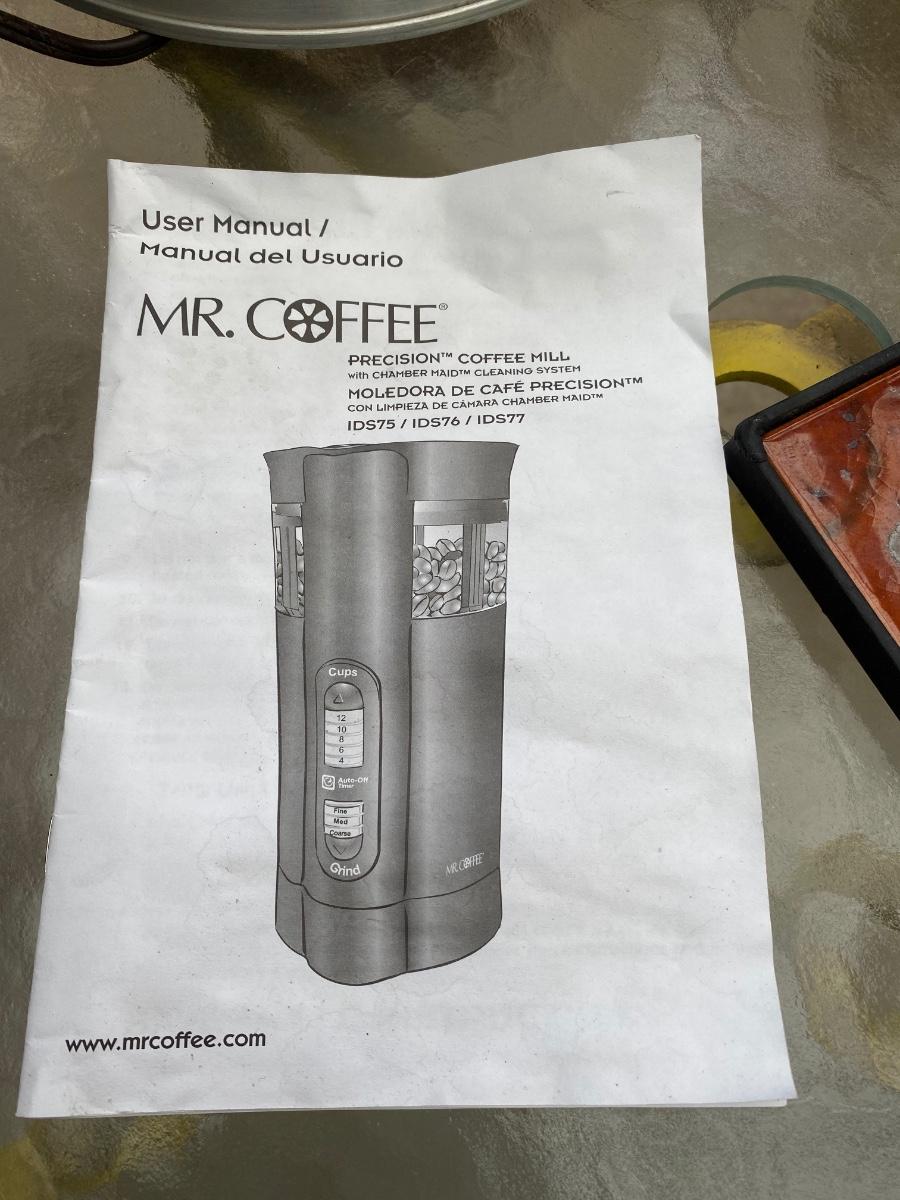 User Manual /
Manual del Usuario
MR. COFFEE®
PRECISION™ COFFEE MILL
with CHAMBER MAID™ CLEANING SYSTEM
MOLEDORA DE CAFÉ PRECISION™
CON LIMPIEZA DE CÁMARA CHAMBER MAID™
IDS75 / IDS76 / IDS77
Cups
12
10
8
6
4
Auto-Off
Timer
Fine
Med
Coarse
Grind
MR. COFFEE®
www.mrcoffee.com